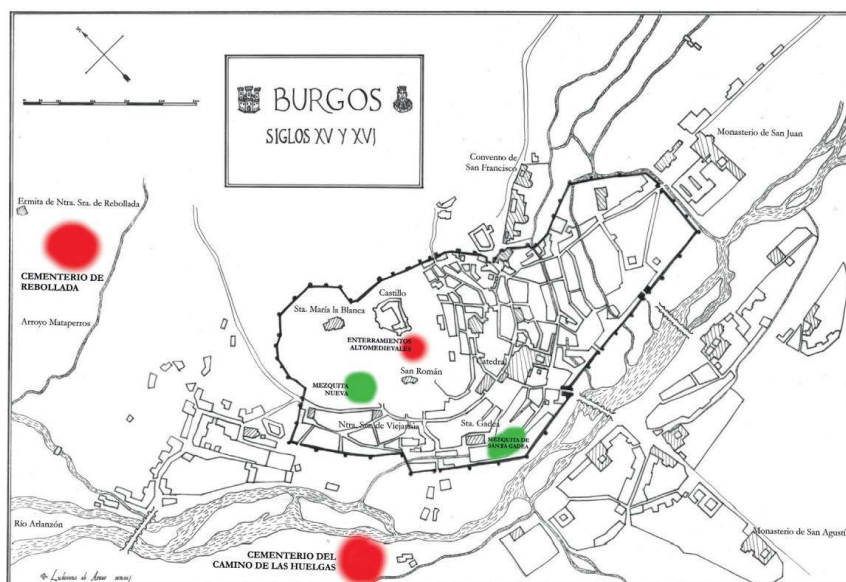 BURGOS
SIGLOS XV Y XVI
Monasterio de San Juan
Convento de
San Francisco
Ermita de Ntra. Sra. de Rebollada
CEMENTERIO DE
REBOLLADA
Castillo
Sta. María la Blanca
Arroyo Mataperros
ENTERRAMIENTOS
ALTOMEDIEVALES
Catedral
San Román
MEZQUITA
NUEVA
Ntra. Sra. de Viejarrúa
Sta. Gadea
MEZQUITA DE
SANTA GADEA
Río Arlanzón
Monasterio de San Agustí
CEMENTERIO DEL
CAMINO DE LAS HUELGAS